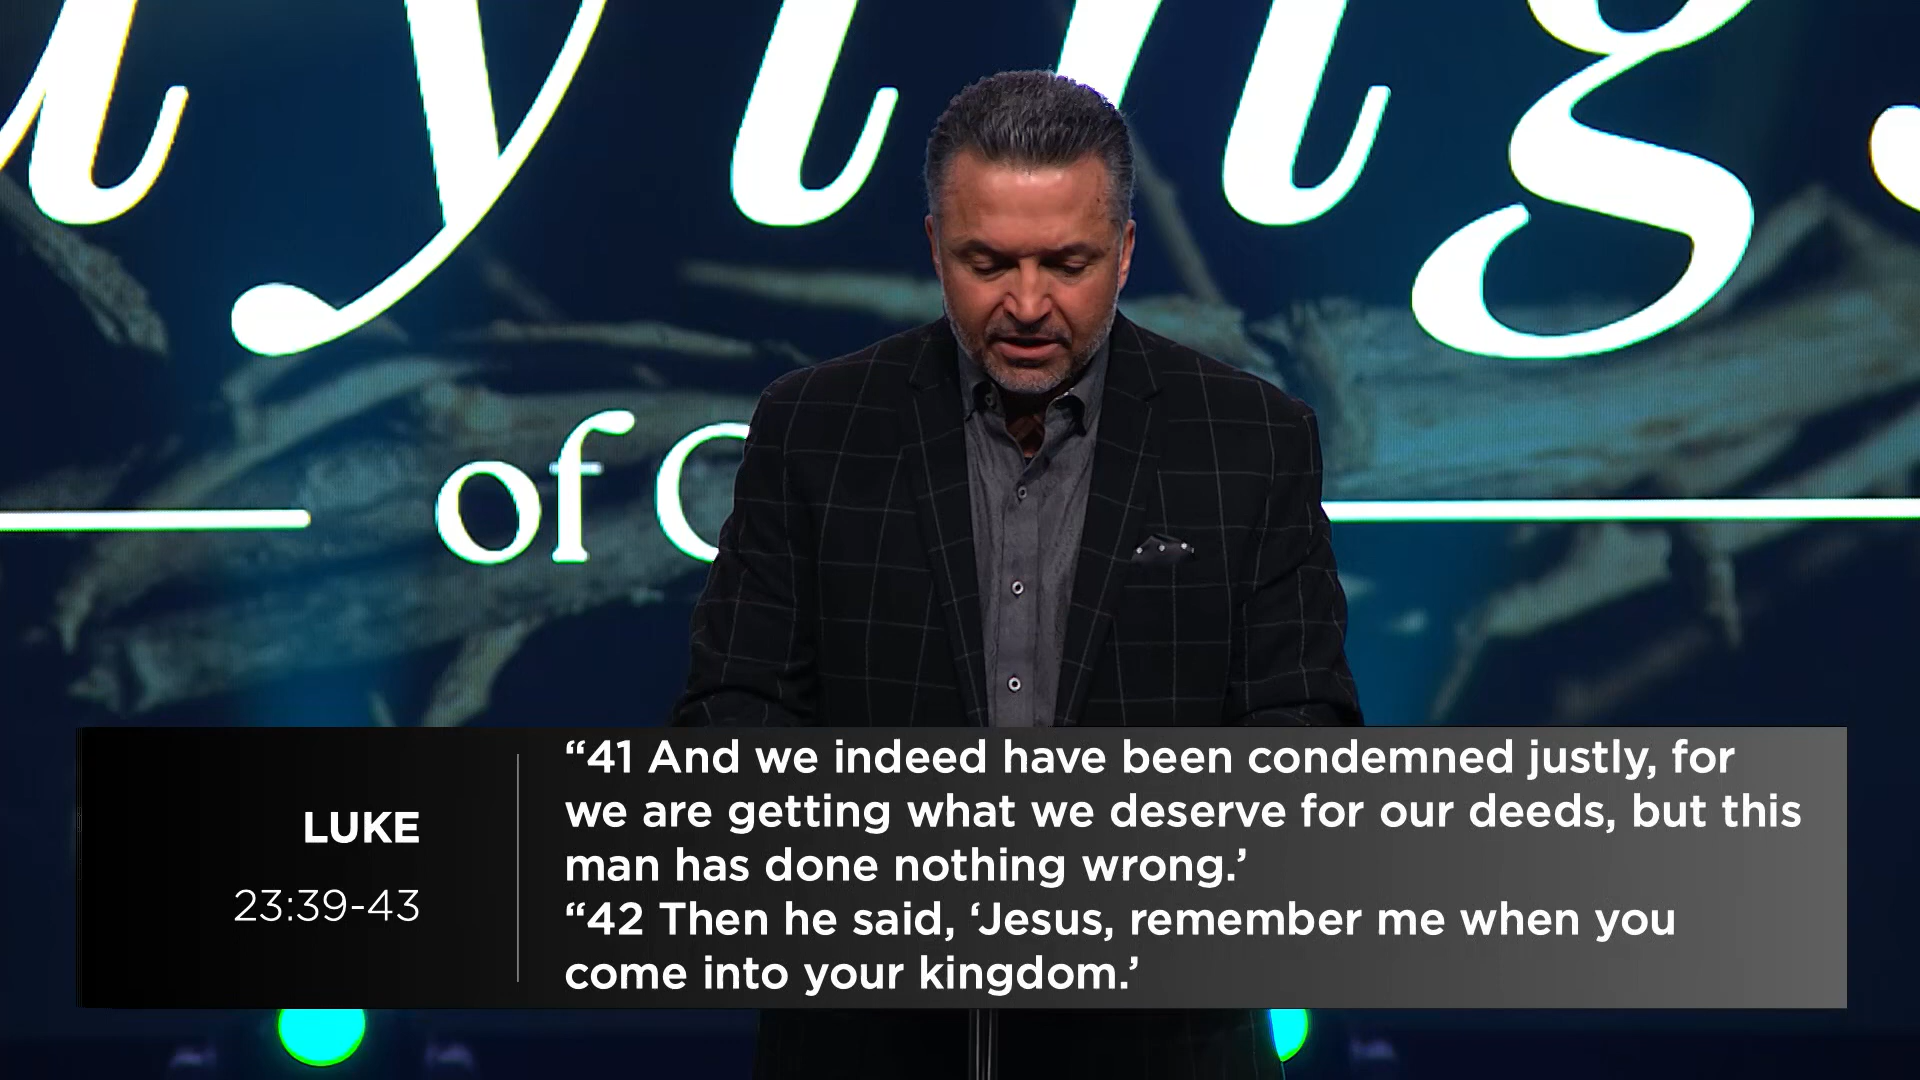 ayings
of C
LUKE
23:39-43
“41 And we indeed have been condemned justly, for
we are getting what we deserve for our deeds, but this
man has done nothing wrong.’
“42 Then he said, ‘Jesus, remember me when you
come into your kingdom.’